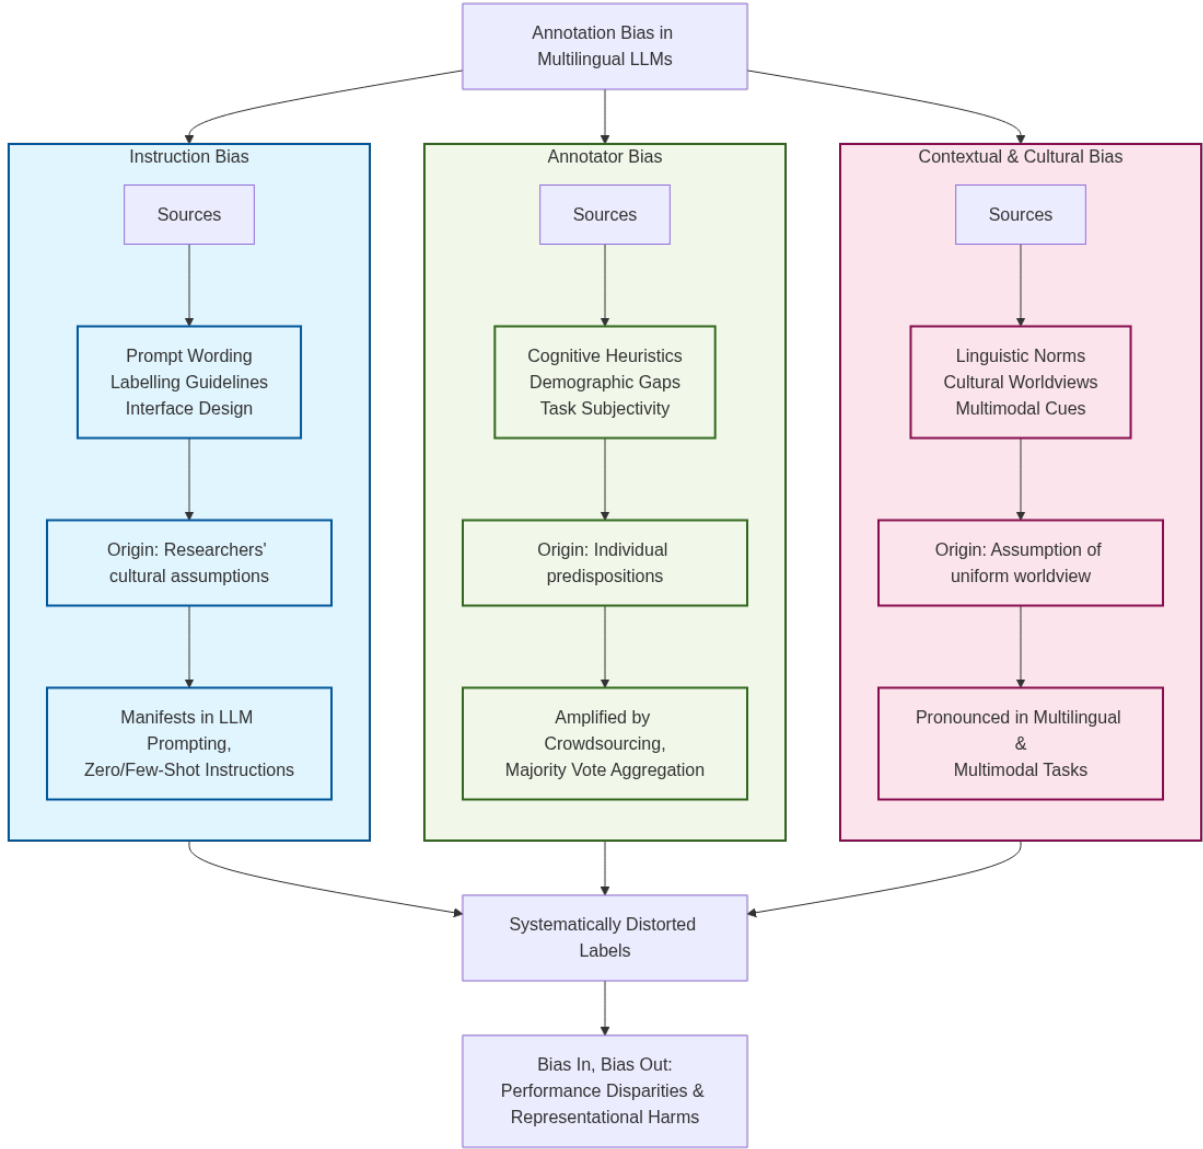 Annotation Bias in
Multilingual LLMs
Instruction Bias
Sources
Prompt Wording
Labelling Guidelines
Interface Design
Origin: Researchers'
cultural assumptions
Manifests in LLM
Prompting,
Zero/Few-Shot Instructions
Annotator Bias
Sources
Cognitive Heuristics
Demographic Gaps
Task Subjectivity
Origin: Individual
predispositions
Amplified by
Crowdsourcing,
Majority Vote Aggregation
Contextual & Cultural Bias
Sources
Linguistic Norms
Cultural Worldviews
Multimodal Cues
Origin: Assumption of
uniform worldview
Pronounced in Multilingual
&
Multimodal Tasks
Systematically Distorted
Labels
Bias In, Bias Out:
Performance Disparities &
Representational Harms